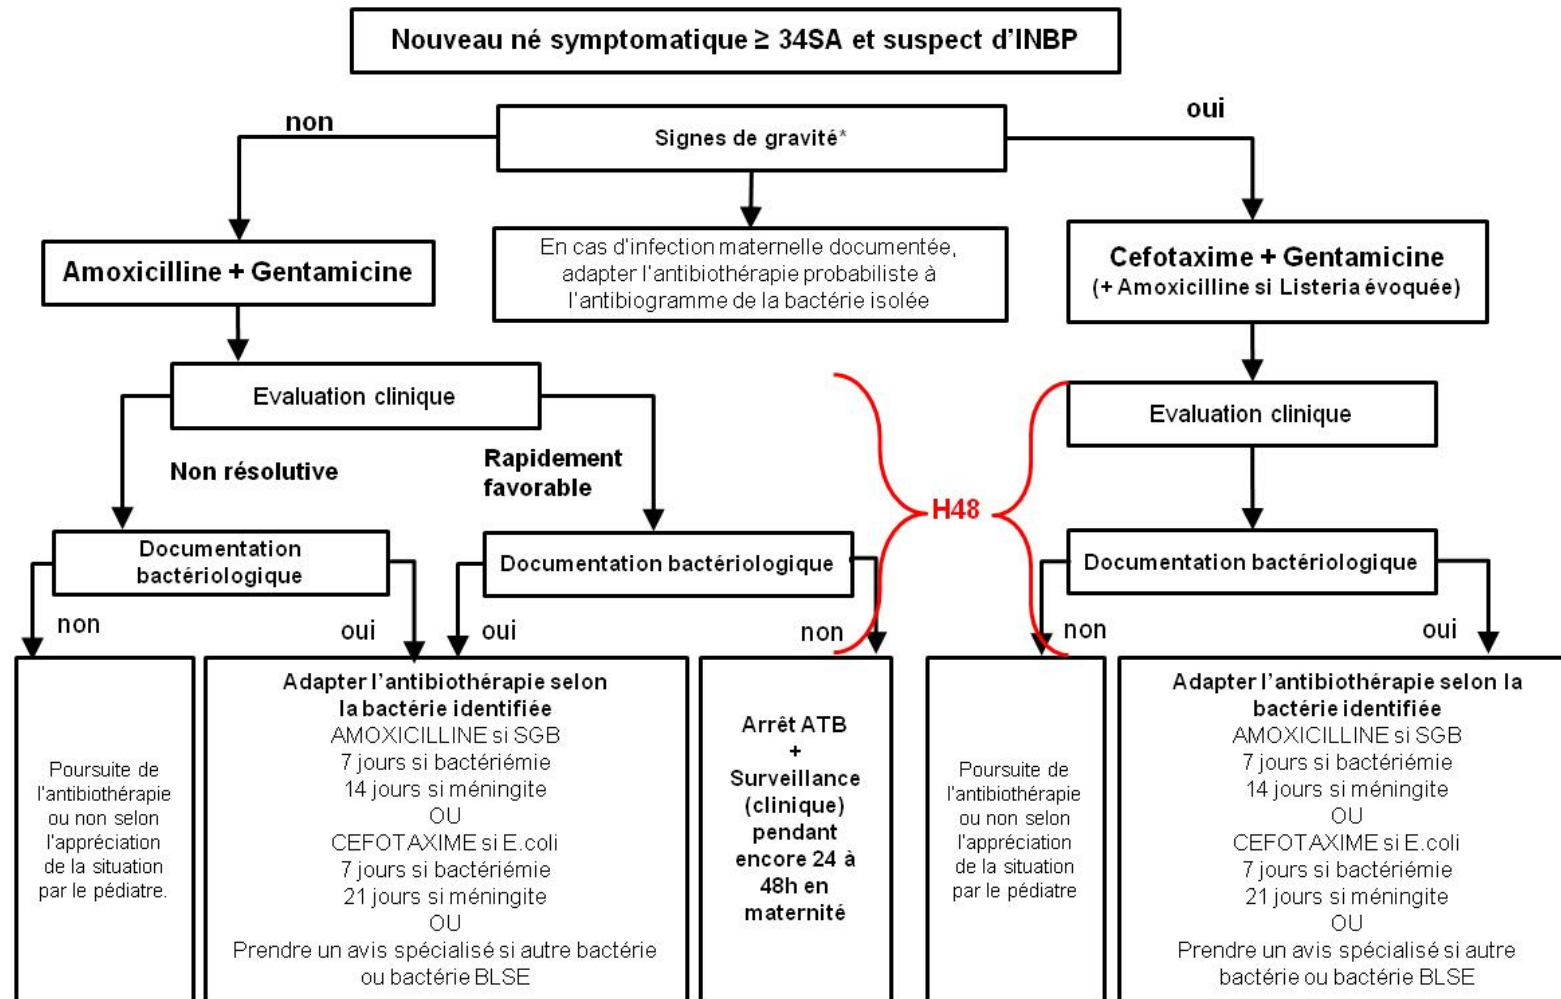 Nouveau né symptomatique ≥ 34SA et suspect d'INBP
non
oui
Signes de gravité*
Amoxicilline + Gentamicine
En cas d'infection maternelle documentée,
adapter l'antibiothérapie probabiliste à
l'antibiogramme de la bactérie isolée
Cefotaxime + Gentamicine
(+ Amoxicilline si Listeria évoquée)
Evaluation clinique
Evaluation clinique
Non résolutive
Rapidement
favorable
H48
Documentation
bactériologique
Documentation bactériologique
Documentation bactériologique
non
oui
oui
non
non
oui
Poursuite de
l'antibiothérapie
ou non selon
l'appréciation
de la situation
par le pédiatre.
Adapter l'antibiothérapie selon
la bactérie identifiée
AMOXICILLINE si SGB
7 jours si bactériémie
14 jours si méningite
OU
CEFOTAXIME si E.coli
7 jours si bactériémie
21 jours si méningite
OU
Prendre un avis spécialisé si autre bactérie
ou bactérie BLSE
Arrêt ATB
+
Surveillance
(clinique)
pendant
encore 24 à
48h en
maternité
Poursuite de
l'antibiothérapie
ou non selon
l'appréciation
de la situation
par le pédiatre
Adapter l'antibiothérapie selon la
bactérie identifiée
AMOXICILLINE si SGB
7 jours si bactériémie
14 jours si méningite
OU
CEFOTAXIME si E.coli
7 jours si bactériémie
21 jours si méningite
OU
Prendre un avis spécialisé si autre
bactérie ou bactérie BLSE